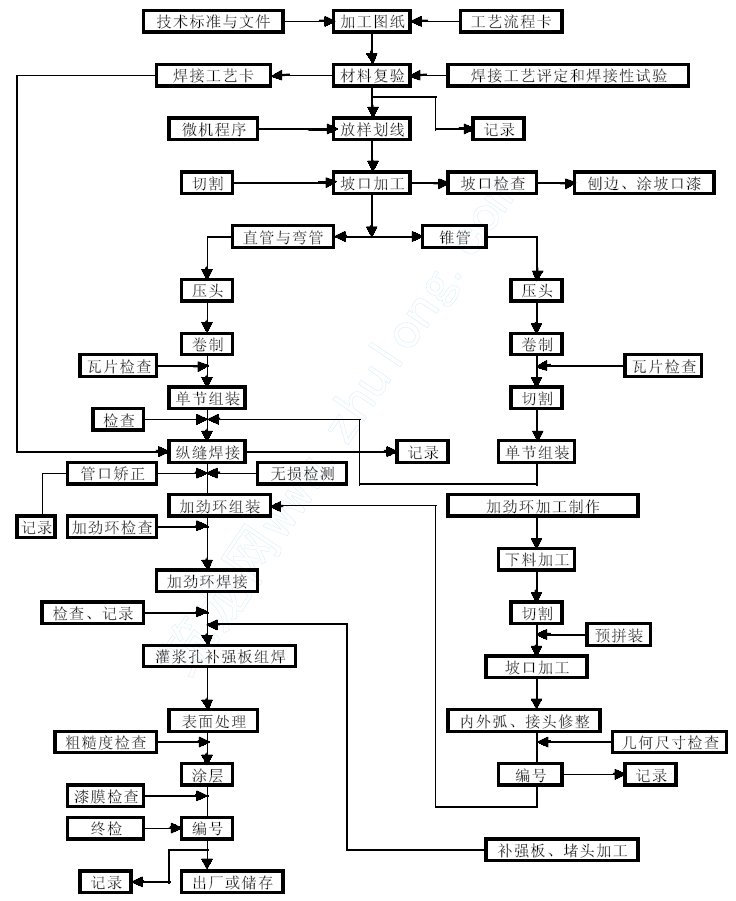 技术标准与文件
加工图纸
工艺流程卡
焊接工艺卡
材料复验
焊接工艺评定和焊接性试验
微机程序
放样划线
记录
切割
坡口加工
坡口检查
刨边、涂坡口漆
直管与弯管
锥管
压头
压头
卷制
卷制
瓦片检查
瓦片检查
单节组装
切割
检查
纵缝焊接
记录
单节组装
管口矫正
无损检测
加劲环组装
加劲环加工制作
记录
加劲环检查
下料加工
加劲环焊接
检查、记录
切割
预拼装
灌浆孔补强板组焊
坡口加工
表面处理
内外弧、接头修整
粗糙度检查
几何尺寸检查
涂层
编号
记录
漆膜检查
终检
编号
补强板、堵头加工
记录
出厂或储存
zhulong.com